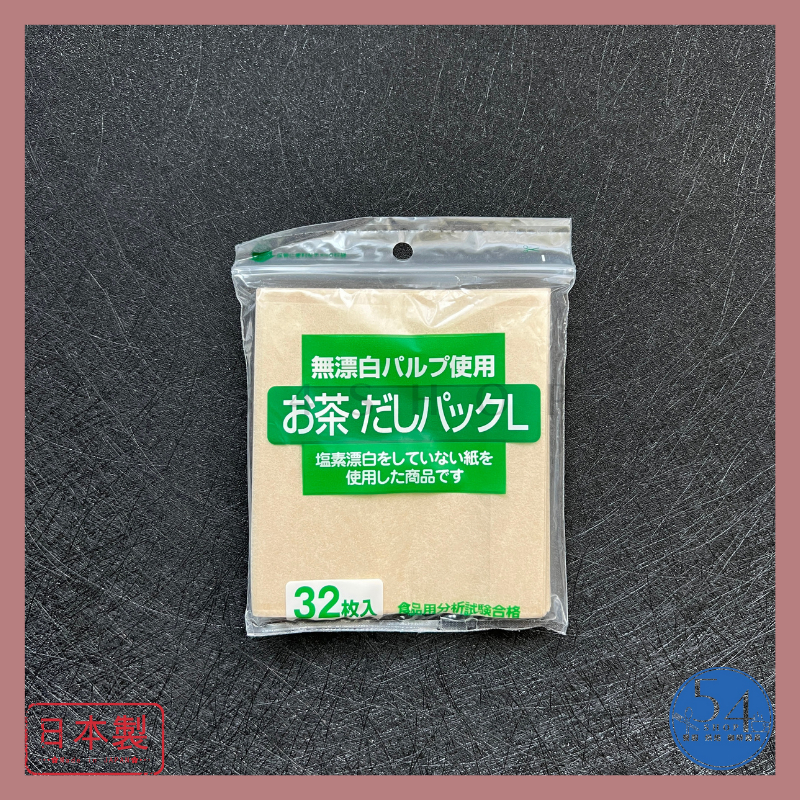 無漂白パルプ使用
お茶・だしパックL
塩素漂白をしていない紙を
使用した商品です
32枚入
食品用分析試験合格
日本製
54